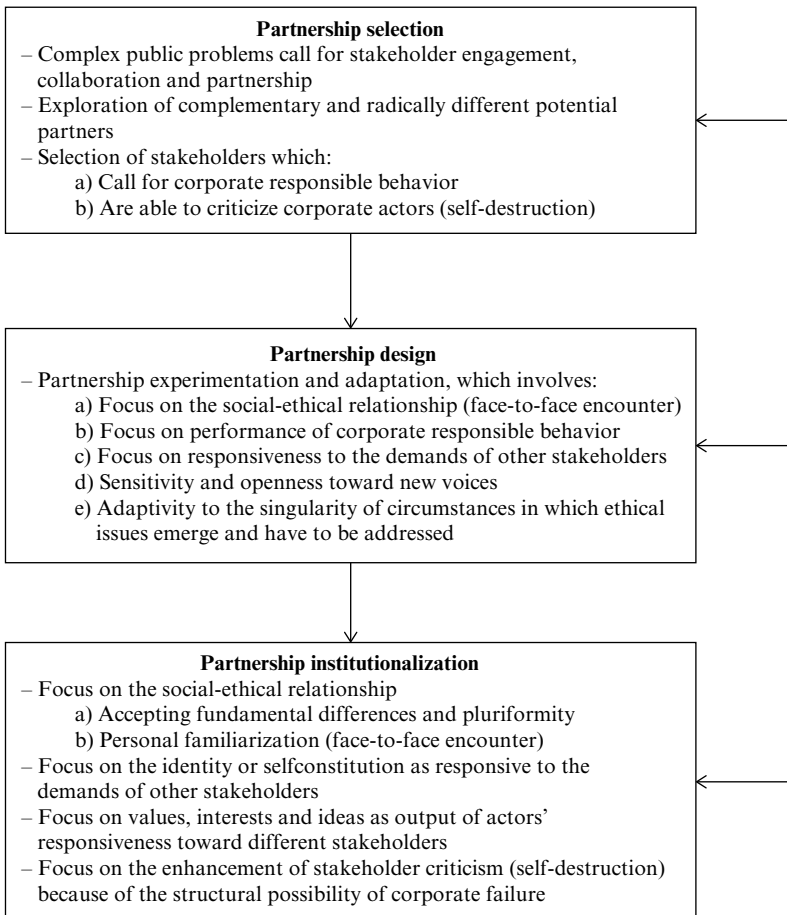 Partnership selection
– Complex public problems call for stakeholder engagement,
collaboration and partnership
– Exploration of complementary and radically different potential
partners
– Selection of stakeholders which:
a) Call for corporate responsible behavior
b) Are able to criticize corporate actors (self-destruction)
Partnership design
– Partnership experimentation and adaptation, which involves:
a) Focus on the social-ethical relationship (face-to-face encounter)
b) Focus on performance of corporate responsible behavior
c) Focus on responsiveness to the demands of other stakeholders
d) Sensitivity and openness toward new voices
e) Adaptivity to the singularity of circumstances in which ethical
issues emerge and have to be addressed
Partnership institutionalization
– Focus on the social-ethical relationship
a) Accepting fundamental differences and pluriformity
b) Personal familiarization (face-to-face encounter)
– Focus on the identity or selfconstitution as responsive to the
demands of other stakeholders
– Focus on values, interests and ideas as output of actors’
responsiveness toward different stakeholders
– Focus on the enhancement of stakeholder criticism (self-destruction)
because of the structural possibility of corporate failure